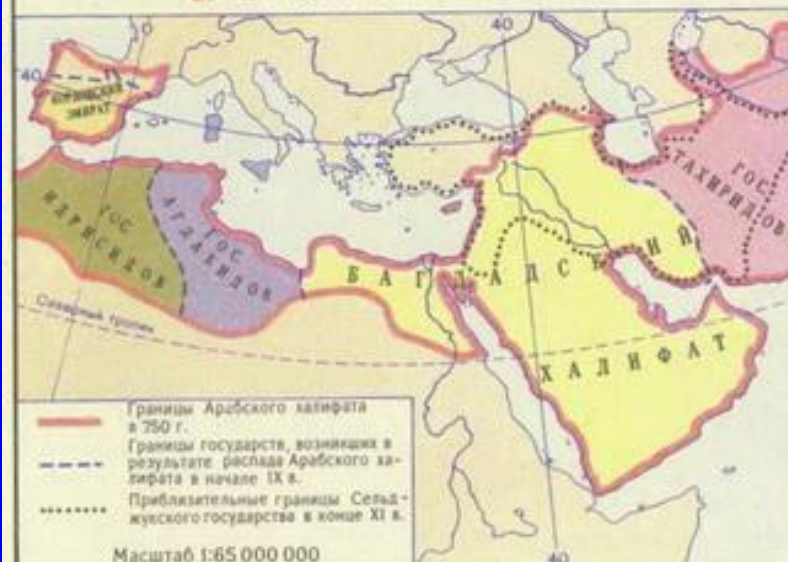 0
40
40
КОРДОВСКИЙ
ЭМИРАТ
ГОС
ИДРИСИДОВ
ГОС
АГЛАБИДОВ
ГОС
ТАХИРИДОВ
БАГДАДСКИЙ
ХАЛИФАТ
Северный тропик
Границы Арабского халифата
в 750 г.
Границы государств, возникших в
результате распада Арабского ха-
лифата в начале IX в.
Приблизительные границы Сельд-
жукского государства в конце XI в.
Масштаб 1:65 000 000
40